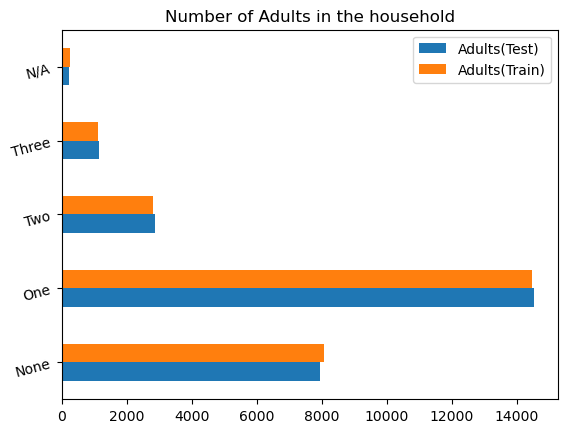 Number of Adults in the household
Adults(Test)
Adults(Train)
N/A
Three
Two
One
None
0 2000 4000 6000 8000 10000 12000 14000